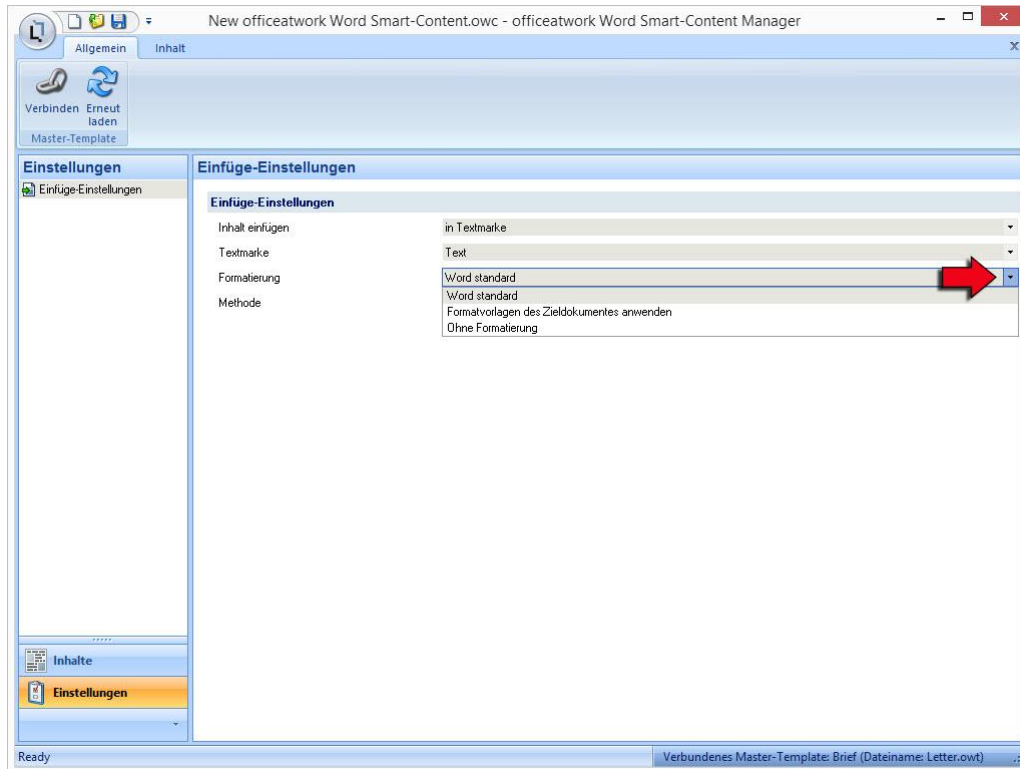 New officeatwork Word Smart-Content.owc - officeatwork Word Smart-Content Manager
Allgemein Inhalt
Verbinden Erneut
laden
Master-Template
Einstellungen
Einfüge-Einstellungen
Einfüge-Einstellungen
Einfüge-Einstellungen
Inhalt einfügen in Textmarke
Textmarke Text
Formatierung Word standard
Word standard
Methode
Formatvorlagen des Zieldokumentes anwenden
Ohne Formatierung
Inhalte
Einstellungen
Ready Verbundenes Master-Template: Brief (Dateiname: Letter.owt)